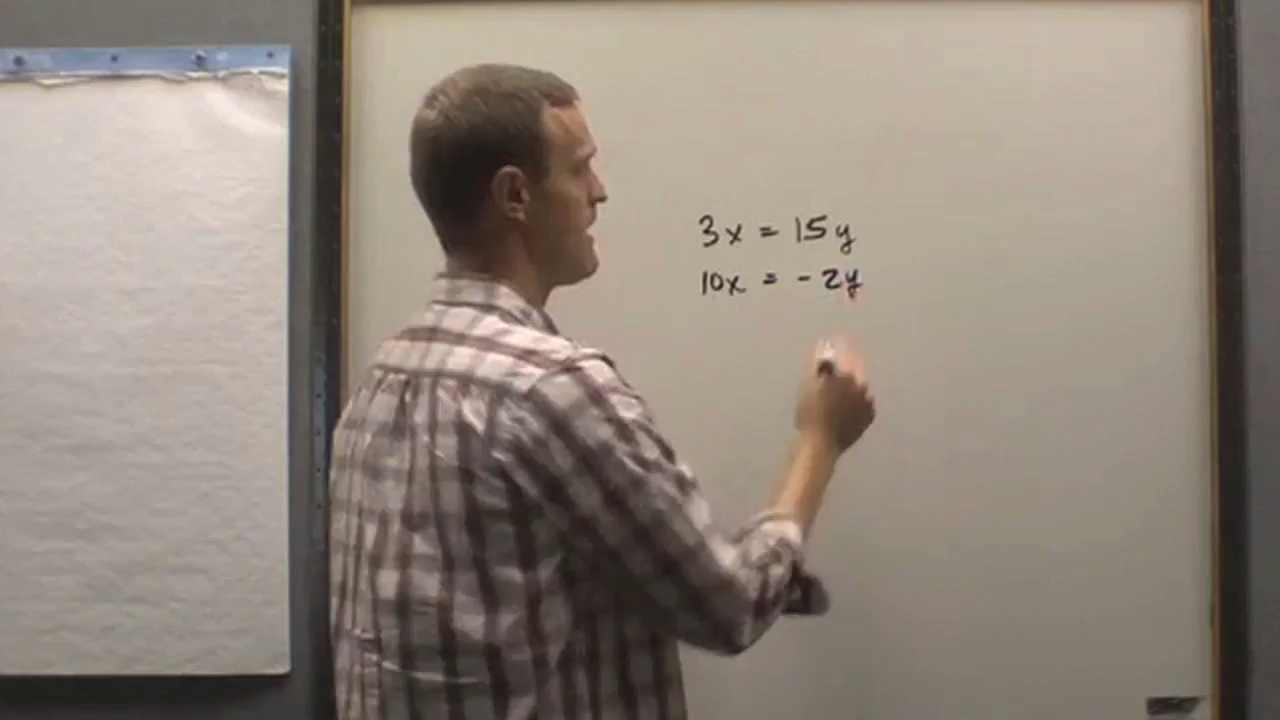 3x = 15y
10x = -2y